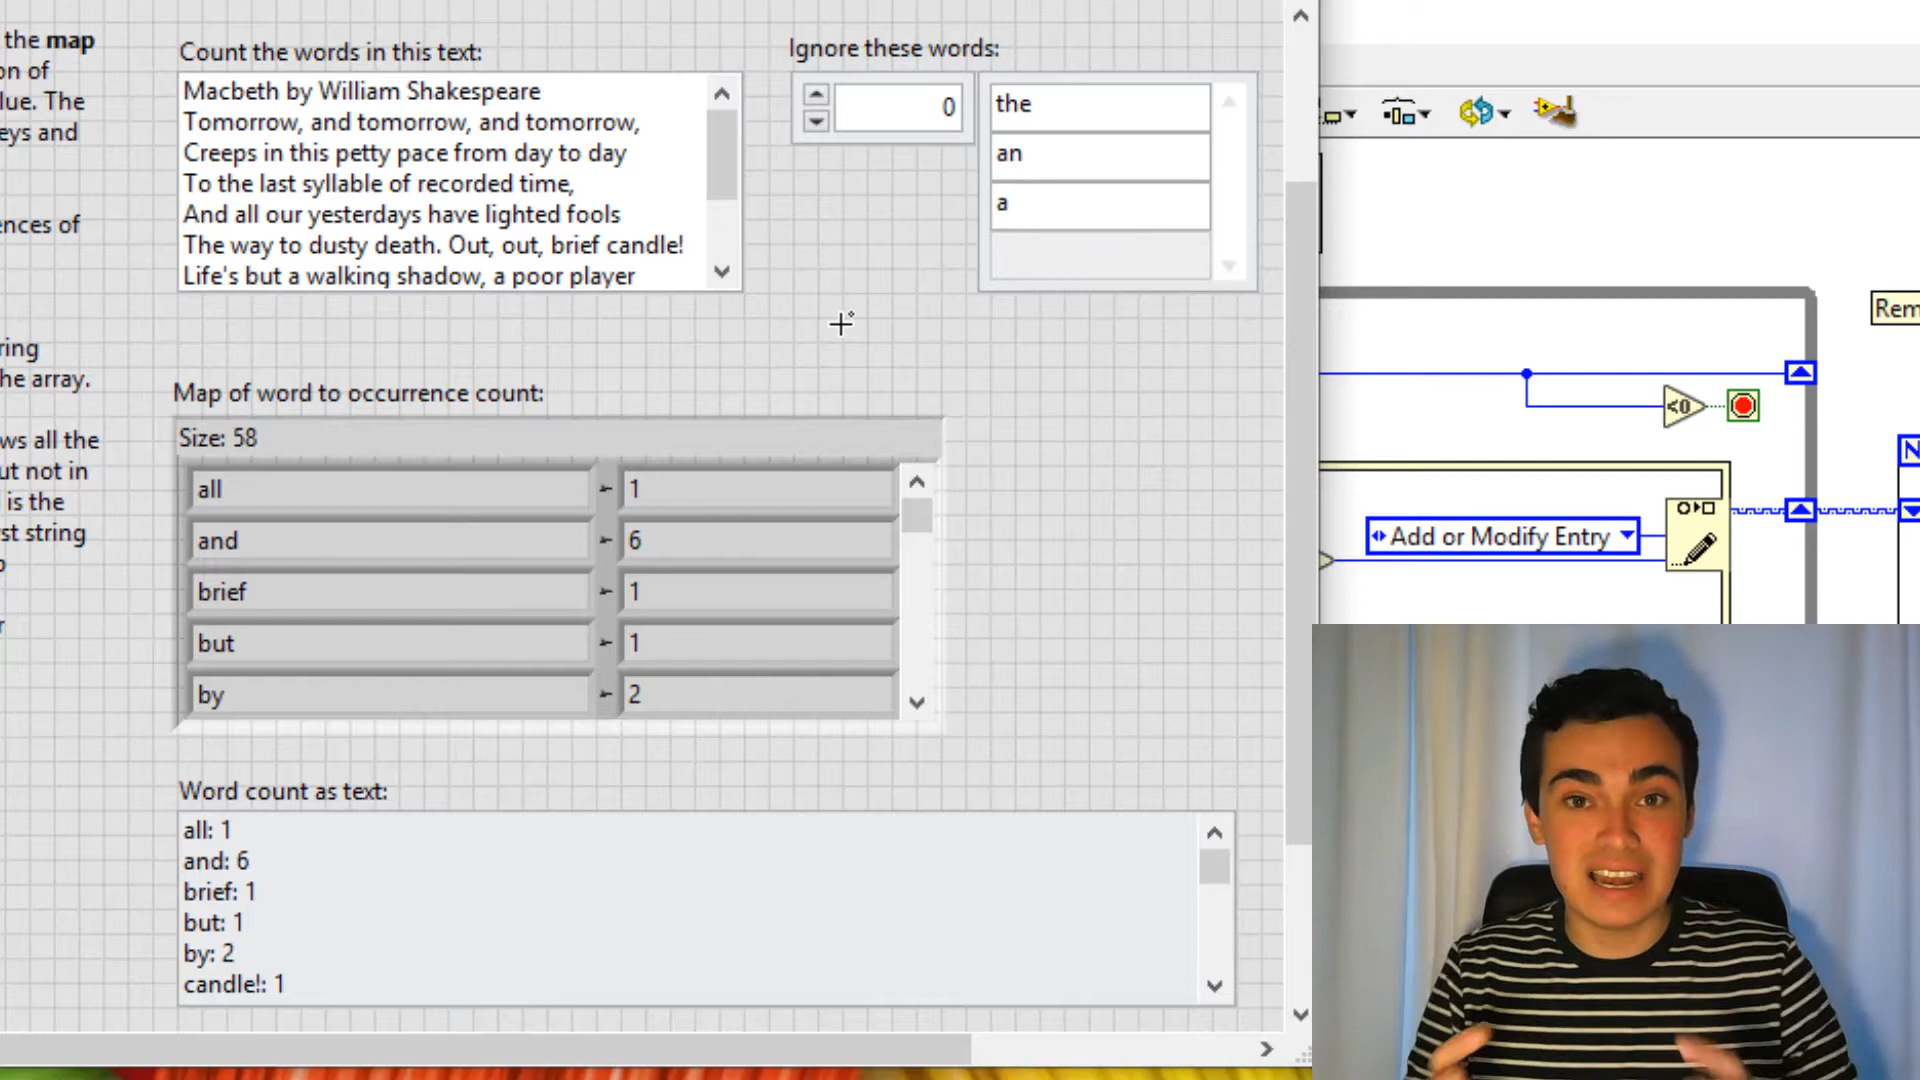 the map
on of
lue. The
eys and
ences of
ring
he array.
ws all the
ut not in
is the
st string
r
Count the words in this text:
Macbeth by William Shakespeare
Tomorrow, and tomorrow, and tomorrow,
Creeps in this petty pace from day to day
To the last syllable of recorded time,
And all our yesterdays have lighted fools
The way to dusty death. Out, out, brief candle!
Life's but a walking shadow, a poor player
Ignore these words:
0
the
an
a
Map of word to occurrence count:
Size: 58
all 1
and 6
brief 1
but 1
by 2
Word count as text:
all: 1
and: 6
brief: 1
but: 1
by: 2
candle!: 1
Rem
<0
N
Add or Modify Entry